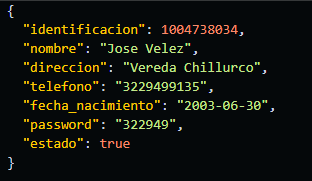 {
  "identificacion": 1004738034,
  "nombre": "Jose Velez",
  "direccion": "Vereda Chillurco",
  "telefono": "3229499135",
  "fecha_nacimiento": "2003-06-30",
  "password": "322949",
  "estado": true
}